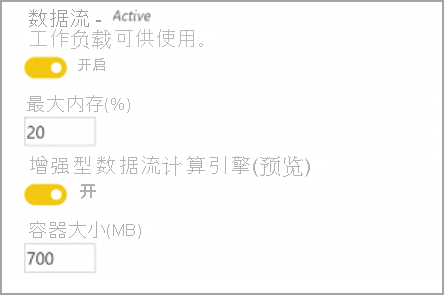 数据流 - Active
工作负载可供使用。
开启
最大内存(%)
20
增强型数据流计算引擎(预览)
开
容器大小(MB)
700